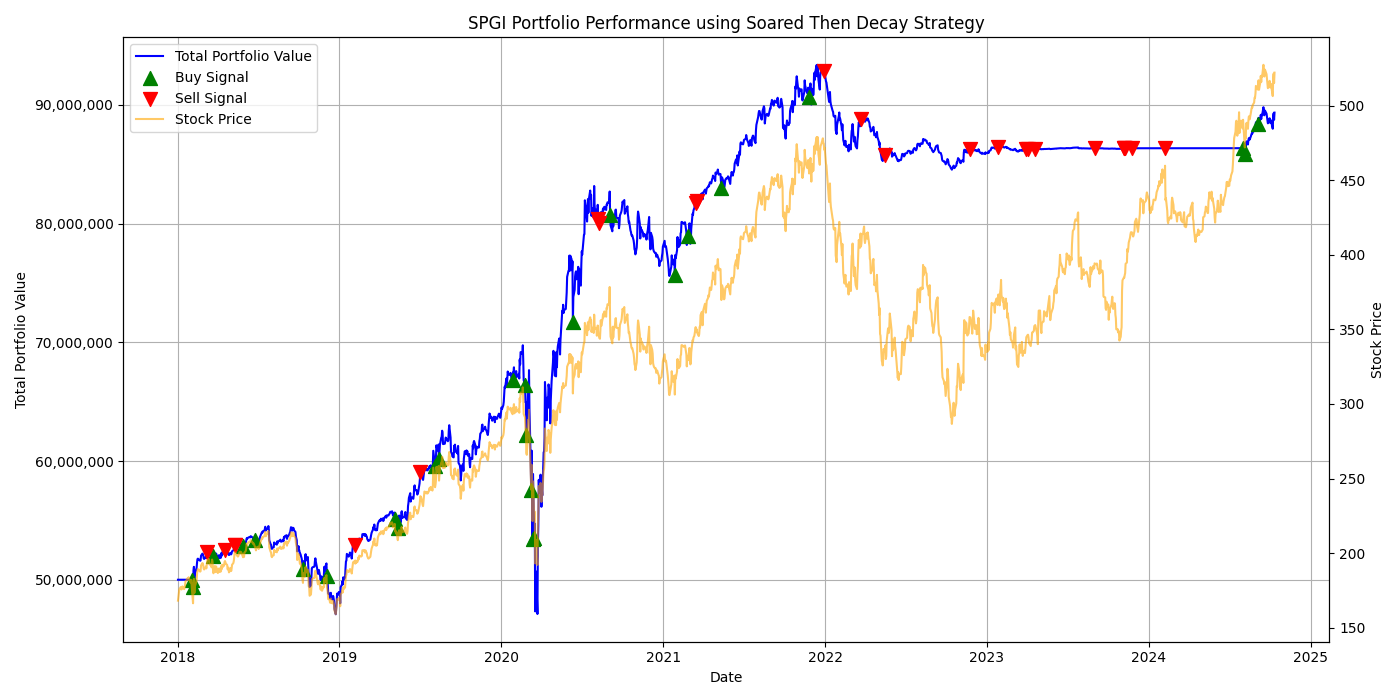 SPGI Portfolio Performance using Soared Then Decay Strategy
Total Portfolio Value
Buy Signal
Sell Signal
Stock Price
90,000,000
80,000,000
70,000,000
60,000,000
50,000,000
Total Portfolio Value
500
450
400
350
300
250
200
150
Stock Price
2018
2019
2020
2021
2022
2023
2024
2025
Date